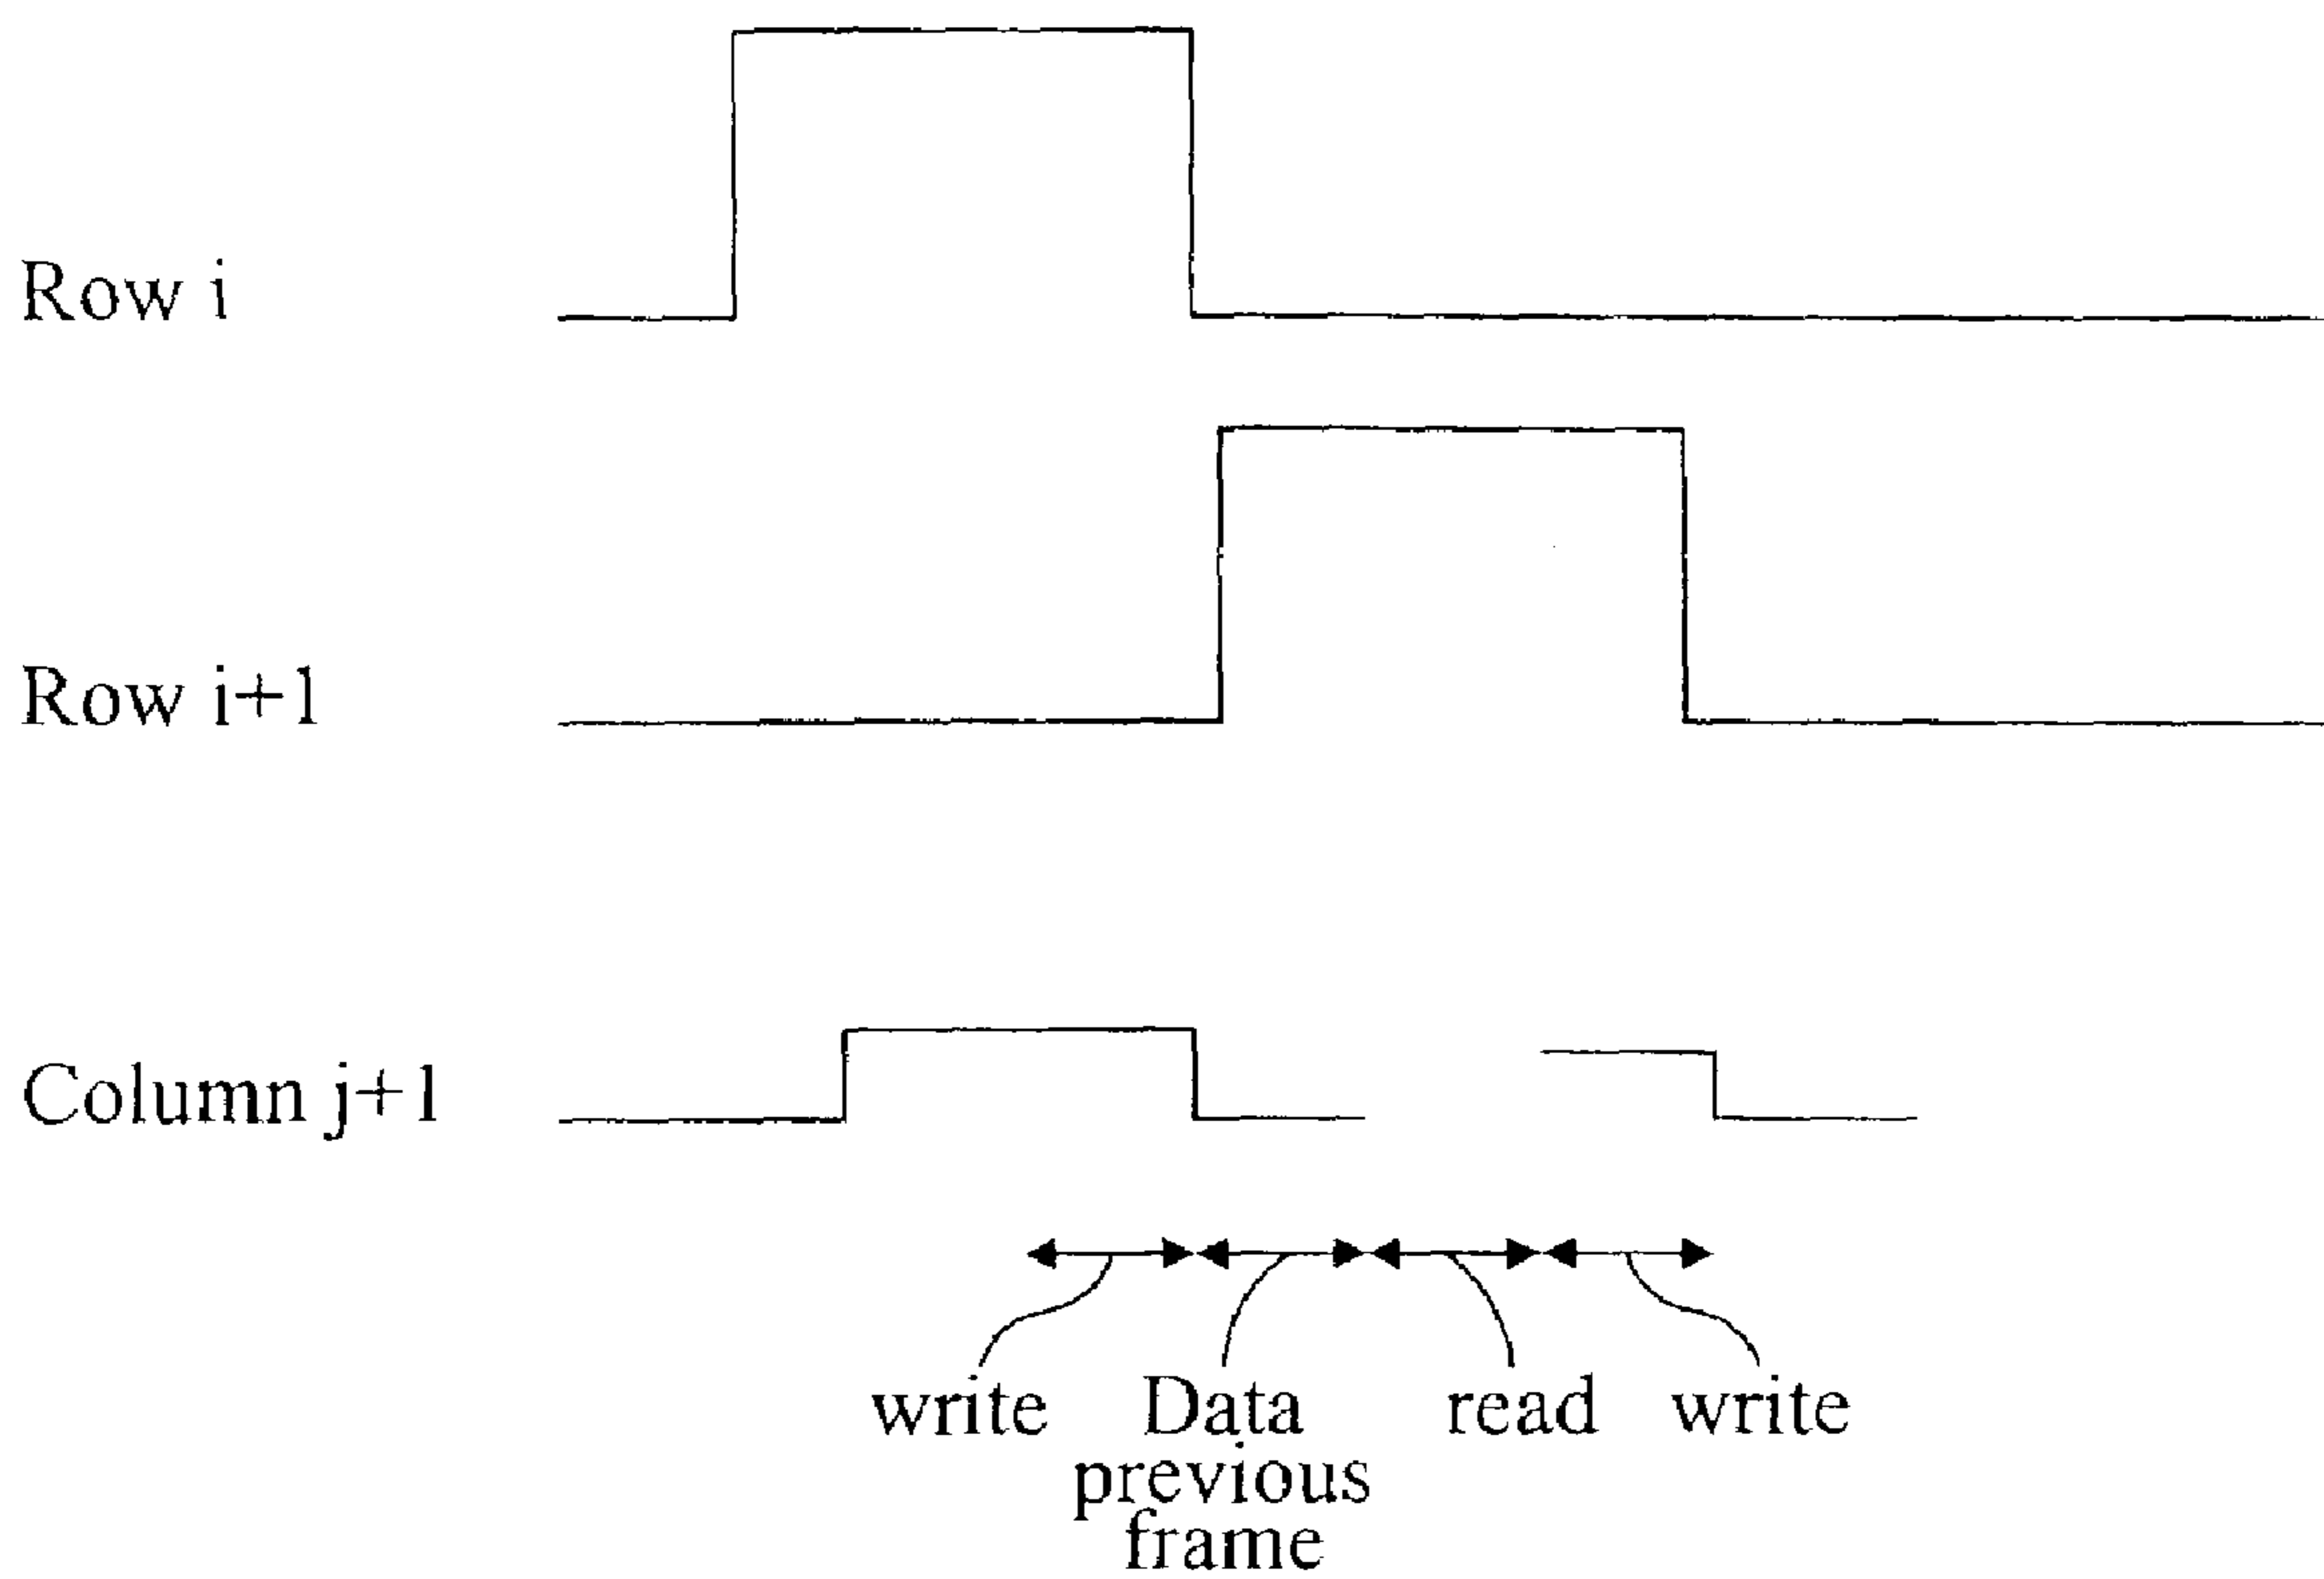 Row i
Row i+1
Column j+1
write Data read write
previous
frame